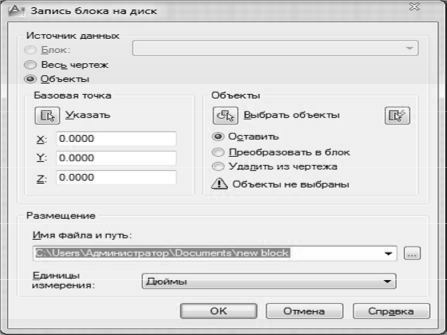 Запись блока на диск
Источник данных
Блок:
Весь чертеж
Объекты
Базовая точка
Указать
X: 0.0000
Y: 0.0000
Z: 0.0000
Объекты
Выбрать объекты
Оставить
Преобразовать в блок
Удалить из чертежа
Объекты не выбраны
Размещение
Имя файла и путь:
C:\Users\Администратор\Documents\new block
...
Единицы
измерения:
Дюймы
OK Отмена Справка